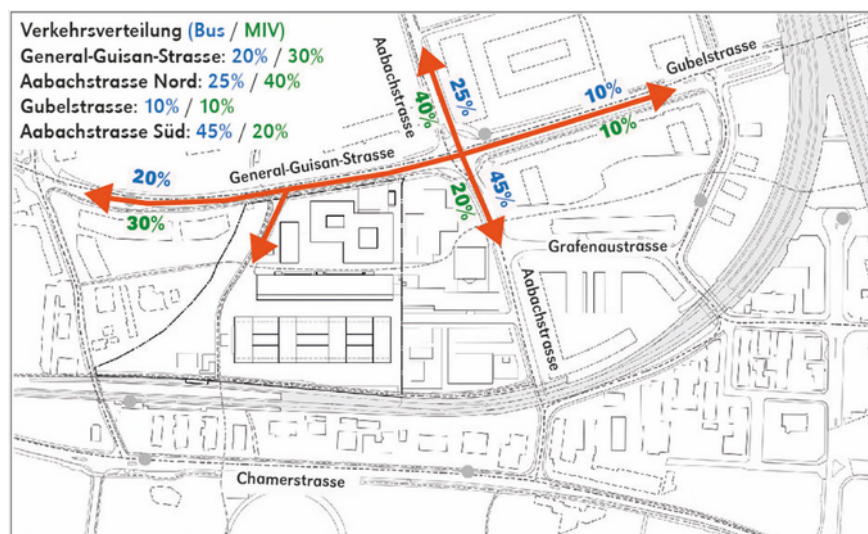 Verkehrsverteilung (Bus / MIV)
General-Guisan-Strasse: 20% / 30%
Aabachstrasse Nord: 25% / 40%
Gubelstrasse: 10% / 10%
Aabachstrasse Süd: 45% / 20%
Aabachstrasse
40%
25%
Gubelstrasse
10%
10%
General-Guisan-Strasse
20%
30%
20%
45%
Grafenaustrasse
Aabachstrasse
Chamerstrasse